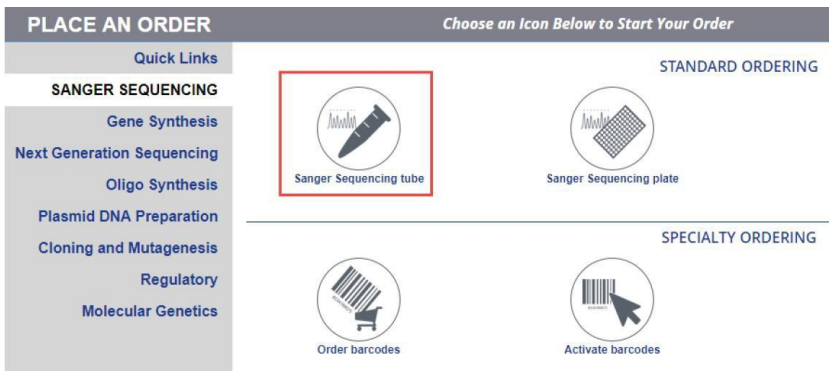 PLACE AN ORDER
Choose an Icon Below to Start Your Order
Quick Links
SANGER SEQUENCING
Gene Synthesis
Next Generation Sequencing
Oligo Synthesis
Plasmid DNA Preparation
Cloning and Mutagenesis
Regulatory
Molecular Genetics
STANDARD ORDERING
Sanger Sequencing tube
Sanger Sequencing plate
SPECIALTY ORDERING
Order barcodes
Activate barcodes